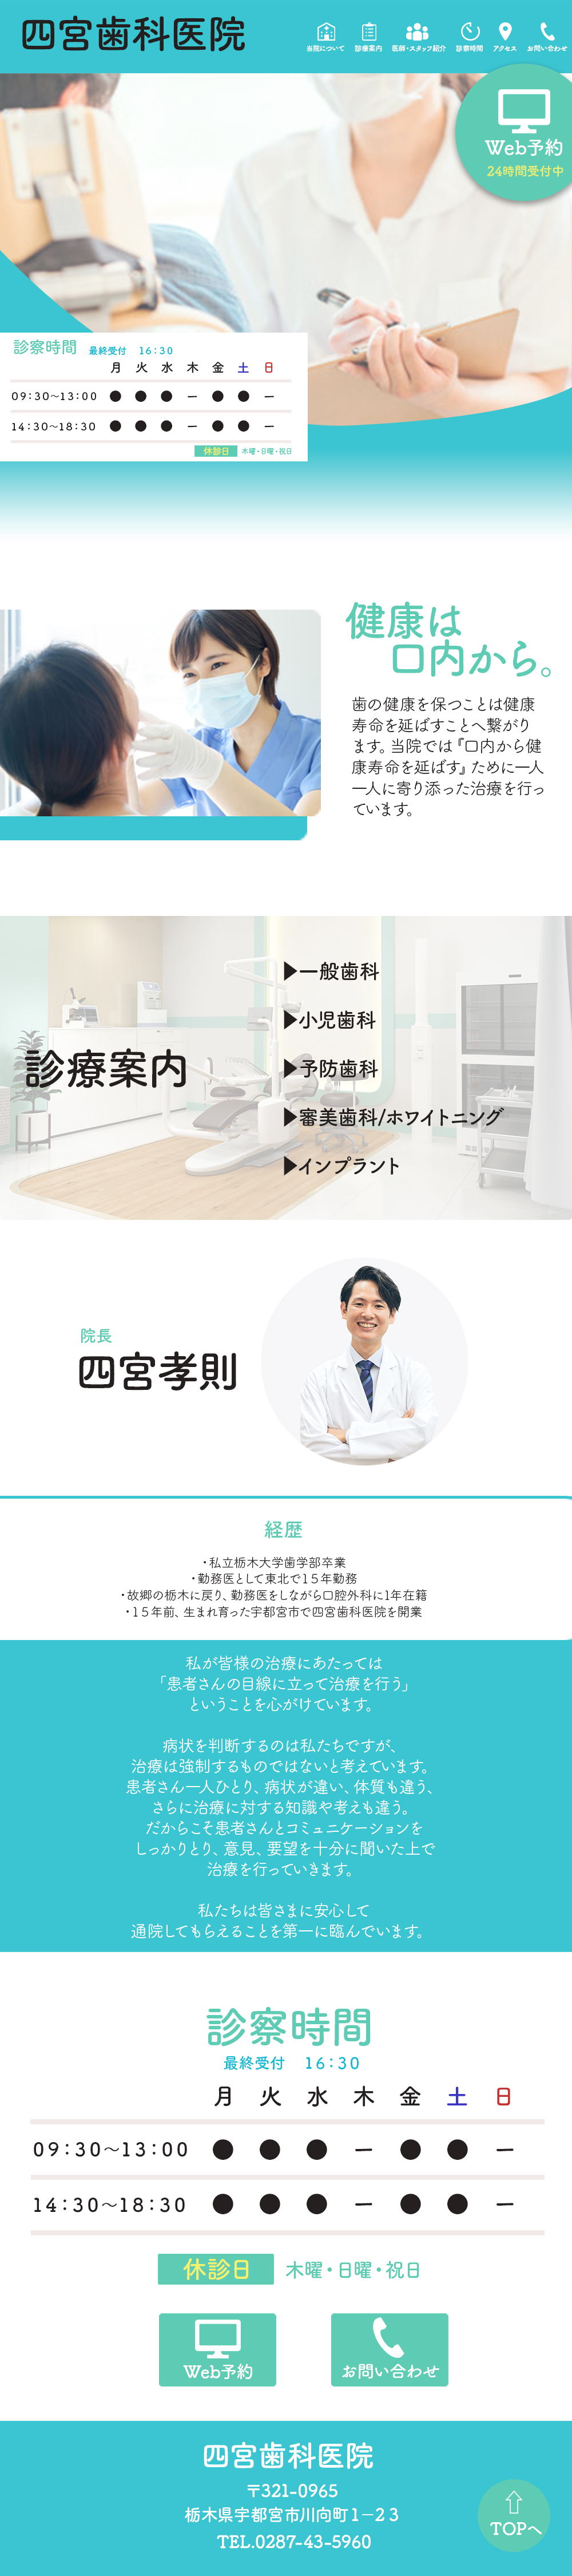 四宮歯科医院
当院について
診療案内
医師・スタッフ紹介
診察時間
アクセス
お問い合わせ
Web予約
24時間受付中
診察時間 最終受付 16:30
月 火 水 木 金 土 日
09:30〜13:00 ● ● ● ー ● ● ー
14:30〜18:30 ● ● ● ー ● ● ー
休診日 木曜・日曜・祝日
健康は
口内から。
歯の健康を保つことは健康
寿命を延ばすことへ繋がり
ます。当院では『口内から健
康寿命を延ばす』ために一人
一人に寄り添った治療を行っ
ています。
診療案内
▶一般歯科
▶小児歯科
▶予防歯科
▶審美歯科/ホワイトニング
▶インプラント
院長
四宮孝則
経歴
・私立栃木大学歯学部卒業
・勤務医として東北で15年勤務
・故郷の栃木に戻り、勤務医をしながら口腔外科に1年在籍
・15年前、生まれ育った宇都宮市で四宮歯科医院を開業
私が皆様の治療にあたっては
「患者さんの目線に立って治療を行う」
ということを心がけています。
病状を判断するのは私たちですが、
治療は強制するものではないと考えています。
患者さん一人ひとり、病状が違い、体質も違う、
さらに治療に対する知識や考えも違う。
だからこそ患者さんとコミュニケーションを
しっかりとり、意見、要望を十分に聞いた上で
治療を行っていきます。
私たちは皆さまに安心して
通院してもらえることを第一に臨んでいます。
診察時間
最終受付 16:30
月 火 水 木 金 土 日
09:30〜13:00 ● ● ● ー ● ● ー
14:30〜18:30 ● ● ● ー ● ● ー
休診日 木曜・日曜・祝日
Web予約
お問い合わせ
四宮歯科医院
〒321-0965
栃木県宇都宮市川向町1−23
TEL.0287-43-5960
TOPへ